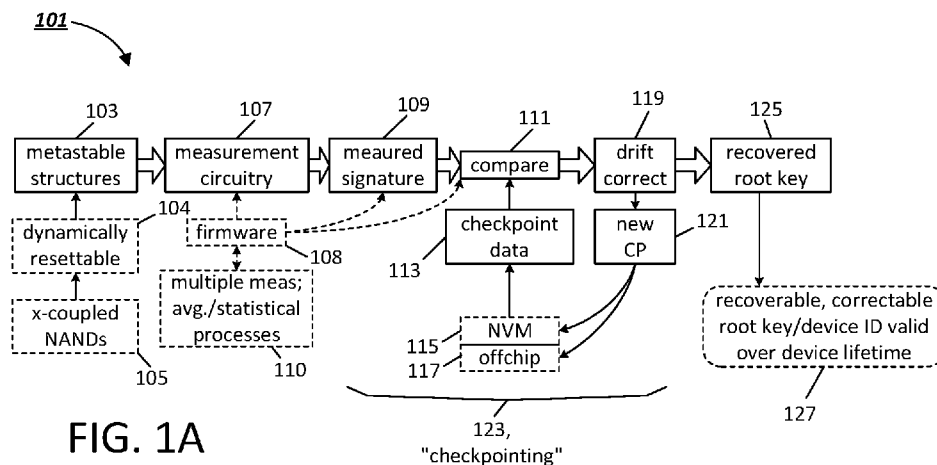 101
103
107
109
111
119
125
metastable
structures
measurement
circuitry
meaured
signature
compare
drift
correct
recovered
root key
104
dynamically
resettable
firmware
108
checkpoint
data
113
new
CP
121
x-coupled
NANDs
105
multiple meas;
avg./statistical
processes
110
115
NVM
117
offchip
recoverable, correctable
root key/device ID valid
over device lifetime
127
123,
"checkpointing"
FIG. 1A